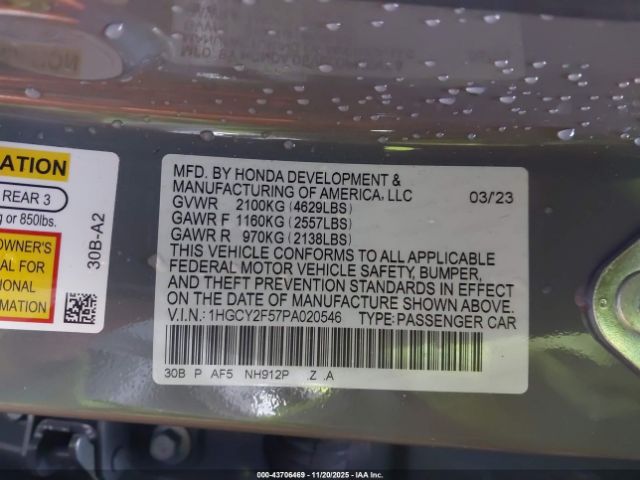 ATION
REAR 3
g or 850lbs.
OWNER'S
AL FOR
TIONAL
ATION
30B-A2
MFD. BY HONDA DEVELOPMENT &
MANUFACTURING OF AMERICA, LLC 03/'23
GVWR 2100KG (4629LBS)
GAWR F 1160KG (2557LBS)
GAWR R 970KG (2138LBS)
THIS VEHICLE CONFORMS TO ALL APPLICABLE
FEDERAL MOTOR VEHICLE SAFETY, BUMPER,
AND THEFT PREVENTION STANDARDS IN EFFECT
ON THE DATE OF MANUFACTURE SHOWN ABOVE.
V.I.N.: 1HGCY2F57PA020546 TYPE: PASSENGER CAR
30B P AF5 NH912P .Z .A
© 00-43706469 - 11/20/2025 - IAA Inc.